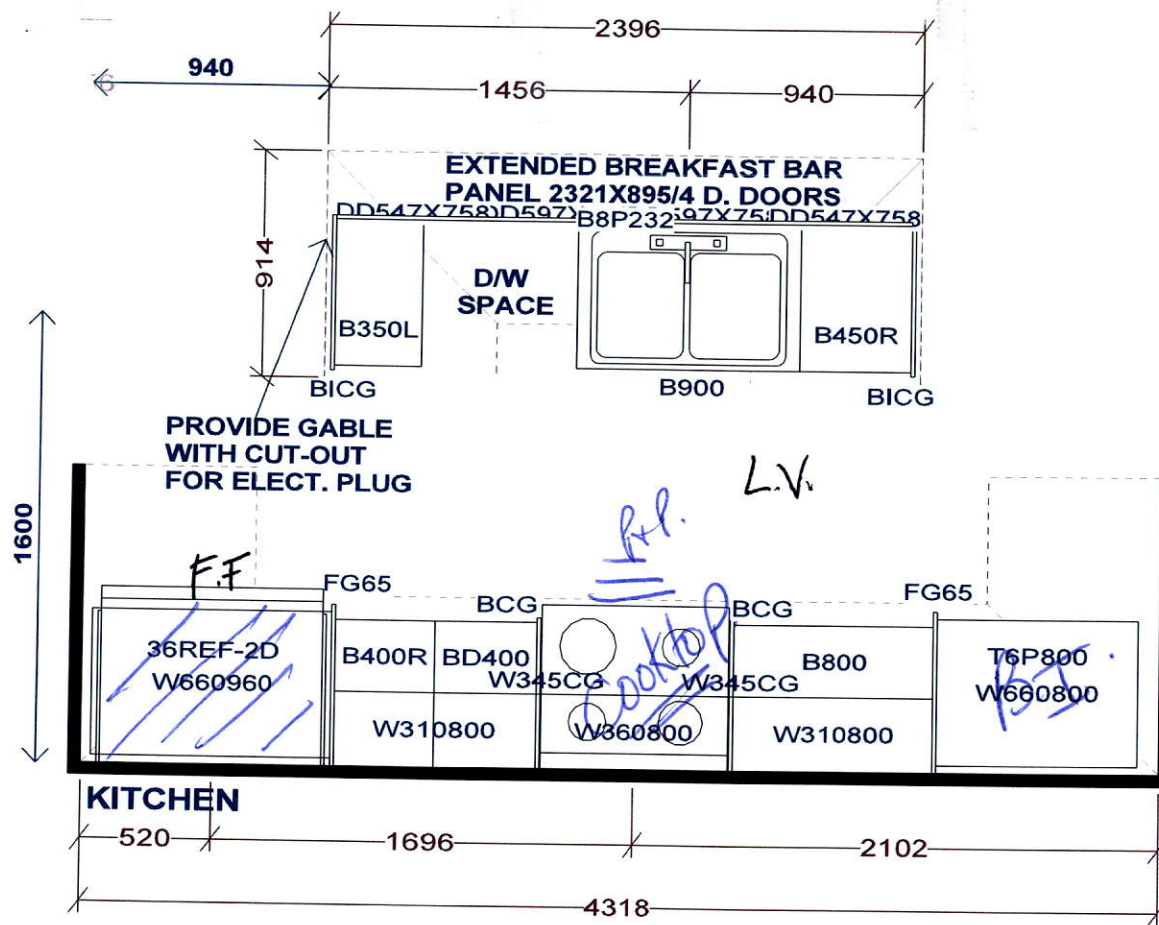 2396
940
1456
940
EXTENDED BREAKFAST BAR
PANEL 2321X895/4 D. DOORS
DD547X758
B8P232
DD547X758
914
D/W
SPACE
B350L
B450R
BICG
B900
BICG
PROVIDE GABLE
WITH CUT-OUT
FOR ELECT. PLUG
L.V.
1600
F.F
FG65
BCG
BCG
FG65
36REF-2D
W660960
B400R
BD400
W345CG
Cooktop
W345CG
B800
T6P800
W660800
B.I.
W310800
W360800
W310800
KITCHEN
520
1696
2102
4318